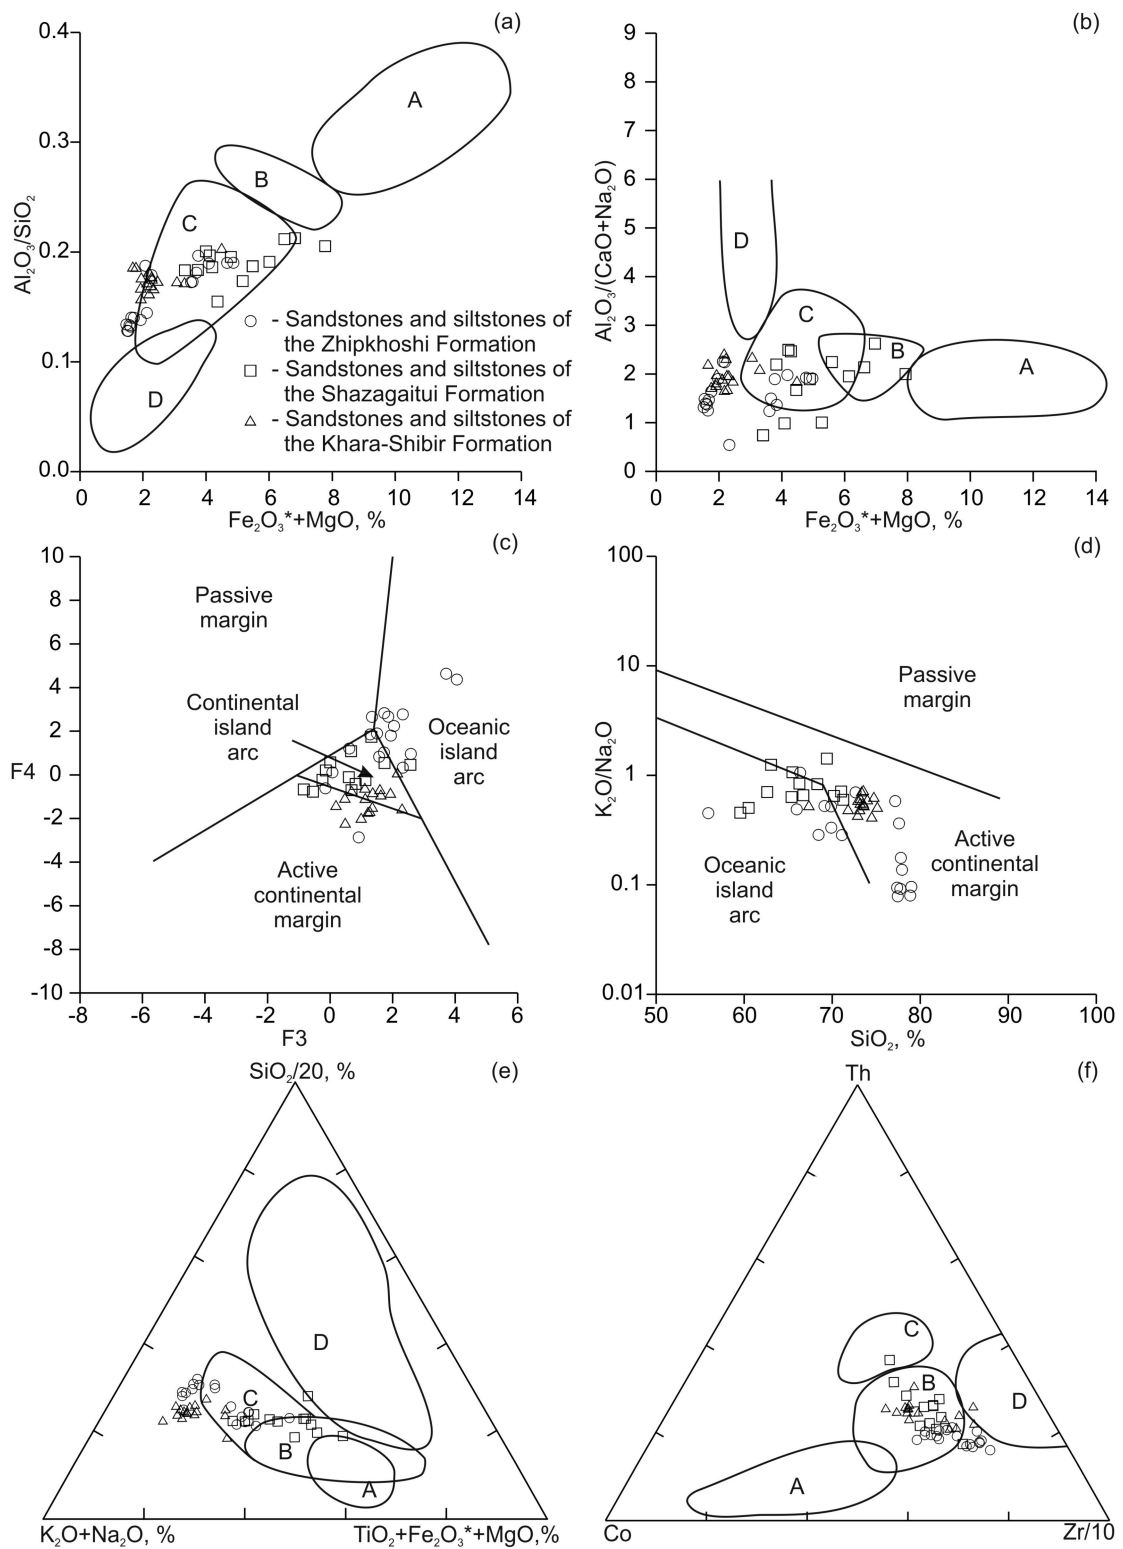 (a)
0.4
0.3
0.2
0.1
0.0
Al₂O₃/SiO₂
A
B
C
D
○ - Sandstones and siltstones of
the Zhipkhoshi Formation
□ - Sandstones and siltstones of
the Shazagaitui Formation
△ - Sandstones and siltstones of
the Khara-Shibir Formation
0 2 4 6 8 10 12 14
Fe₂O₃*+MgO, %
(b)
9
8
7
6
5
4
3
2
1
0
Al₂O₃/(CaO+Na₂O)
D
C
B
A
0 2 4 6 8 10 12 14
Fe₂O₃*+MgO, %
(c)
10
8
6
4
2
0
-2
-4
-6
-8
-10
F4
Passive
margin
Continental
island
arc
Oceanic
island
arc
Active
continental
margin
-8 -6 -4 -2 0 2 4 6
F3
(d)
100
10
1
0.1
0.01
K₂O/Na₂O
Passive
margin
Oceanic
island
arc
Active
continental
margin
50 60 70 80 90 100
SiO₂, %
(e)
SiO₂/20, %
D
C
B
A
K₂O+Na₂O, %
TiO₂+Fe₂O₃*+MgO,%
(f)
Th
C
B
D
A
Co
Zr/10